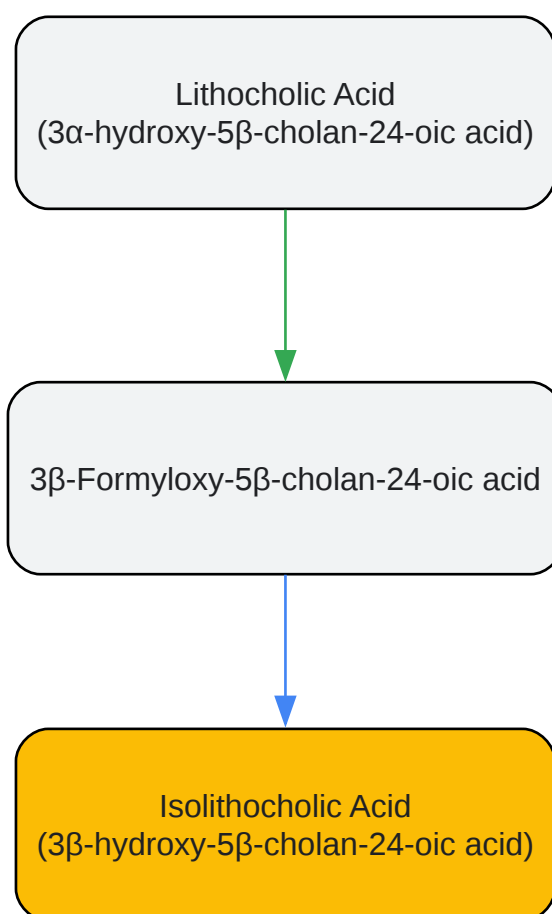 Lithocholic Acid
(3α-hydroxy-5β-cholan-24-oic acid)
3β-Formyloxy-5β-cholan-24-oic acid
Isolithocholic Acid
(3β-hydroxy-5β-cholan-24-oic acid)